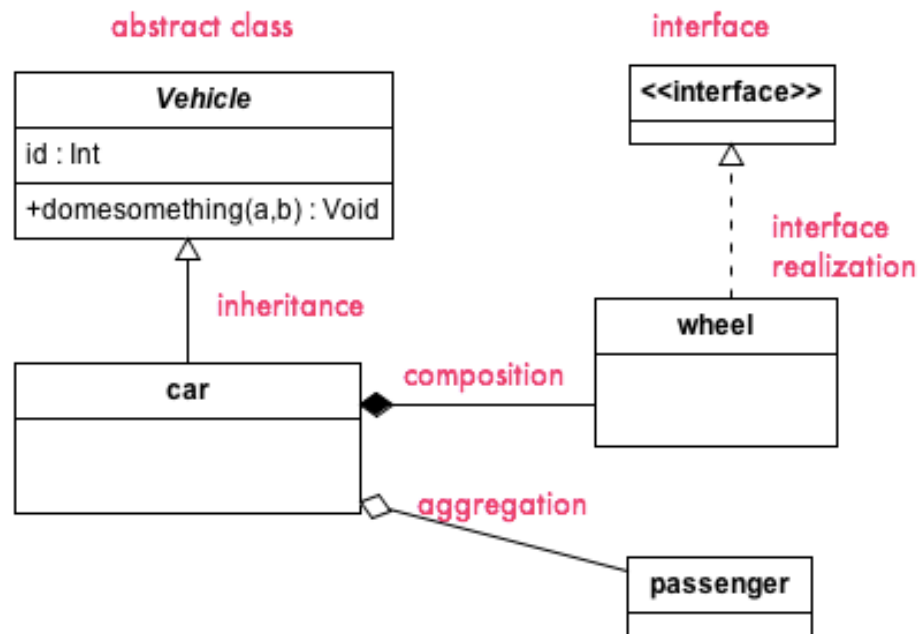 abstract class
interface
Vehicle
id : Int
+domesomething(a,b) : Void
<<interface>>
inheritance
interface
realization
car
wheel
composition
aggregation
passenger